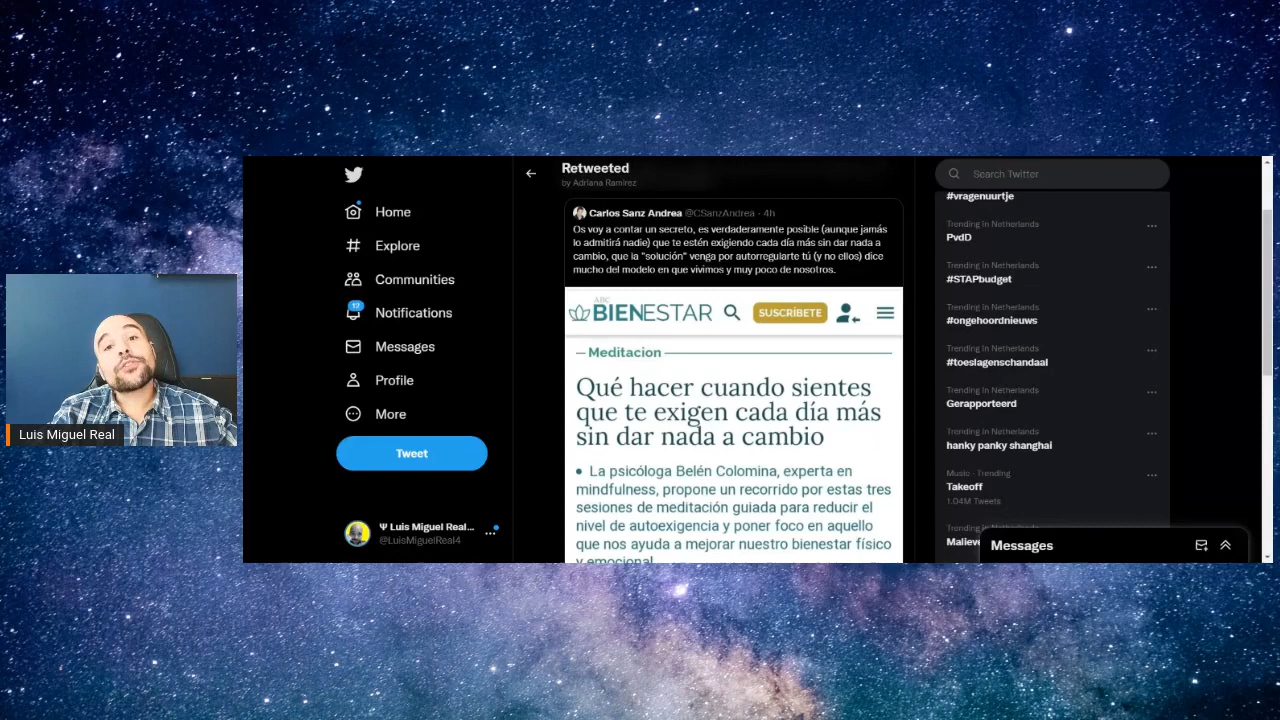 Luis Miguel Real
Home
Explore
Communities
12
Notifications
Messages
Profile
More
Tweet
Ψ Luis Miguel Real...
@LuisMiguelReal4
Retweeted
by Adriana Ramírez
Carlos Sanz Andrea @CSanzAndrea · 4h
Os voy a contar un secreto, es verdaderamente posible (aunque jamás
lo admitirá nadie) que te estén exigiendo cada día más sin dar nada a
cambio, que la "solución" venga por autorregularte tú (y no ellos) dice
mucho del modelo en que vivimos y muy poco de nosotros.
ABC
BIENESTAR
SUSCRÍBETE
Meditacion
Qué hacer cuando sientes
que te exigen cada día más
sin dar nada a cambio
• La psicóloga Belén Colomina, experta en
mindfulness, propone un recorrido por estas tres
sesiones de meditación guiada para reducir el
nivel de autoexigencia y poner foco en aquello
que nos ayuda a mejorar nuestro bienestar físico
y emocional
Search Twitter
#vragenuurtje
Trending in Netherlands
PvdD
Trending in Netherlands
#STAPbudget
Trending in Netherlands
#ongehoordnieuws
Trending in Netherlands
#toeslagenschandaal
Trending in Netherlands
Gerapporteerd
Trending in Netherlands
hanky panky shanghai
Music · Trending
Takeoff
1.04M Tweets
Trending in
Malieve
Messages